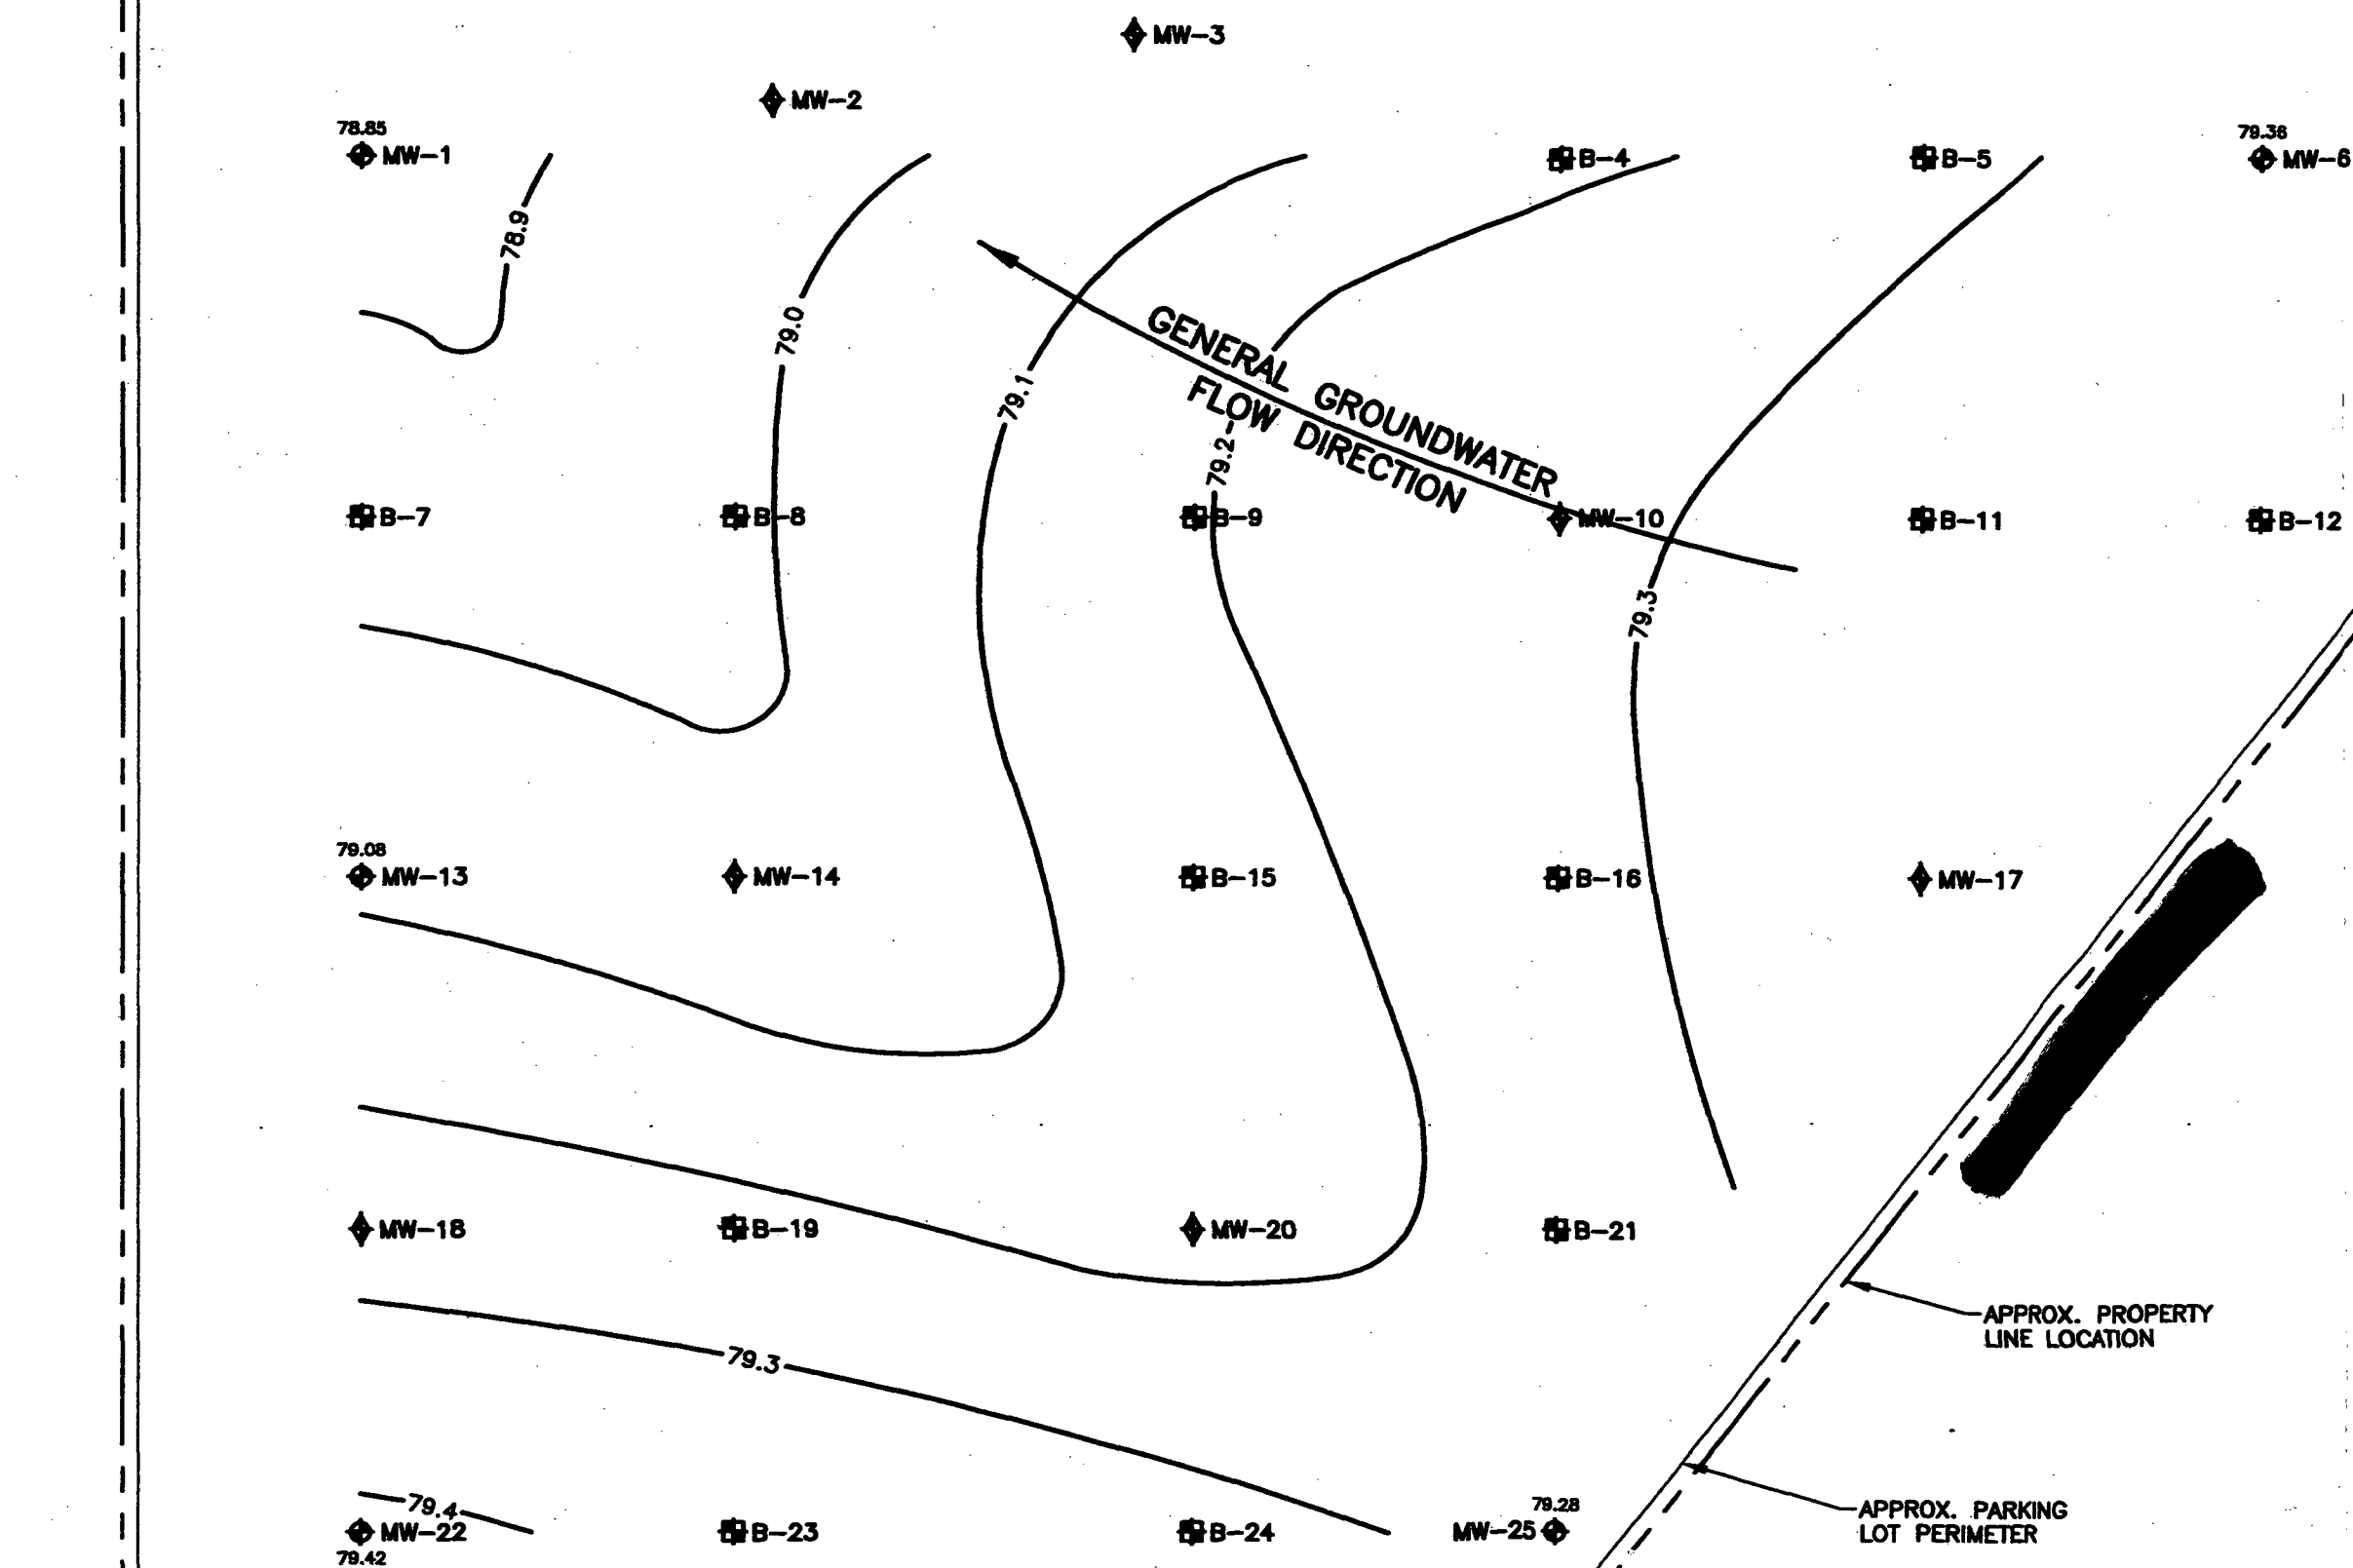 MW-3
MW-2
78.85
MW-1
B-4
B-5
79.36
MW-6
78.9
79.0
79.1
GENERAL GROUNDWATER
FLOW DIRECTION
79.2
B-7
B-8
B-9
MW-10
B-11
B-12
79.3
79.08
MW-13
MW-14
B-15
B-16
MW-17
MW-18
B-19
MW-20
B-21
APPROX. PROPERTY
LINE LOCATION
79.3
79.4
MW-22
79.42
B-23
B-24
79.28
MW-25
APPROX. PARKING
LOT PERIMETER